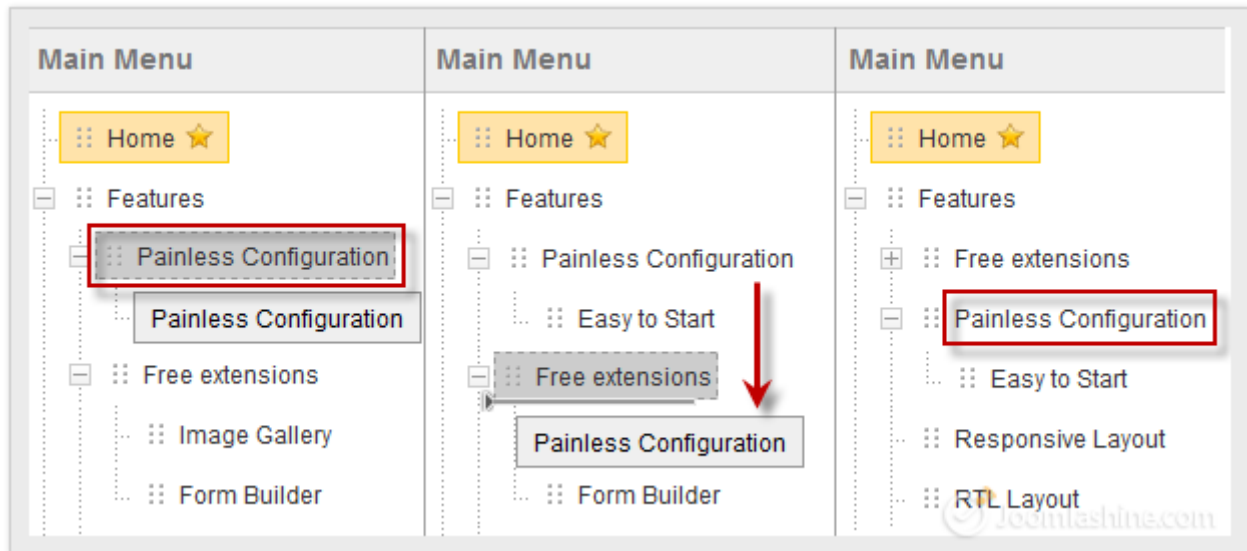 Main Menu
Home
Features
Painless Configuration
Painless Configuration
Free extensions
Image Gallery
Form Builder
Main Menu
Home
Features
Painless Configuration
Easy to Start
Free extensions
Painless Configuration
Form Builder
Main Menu
Home
Features
Free extensions
Painless Configuration
Easy to Start
Responsive Layout
RTL Layout
Joomlashine.com